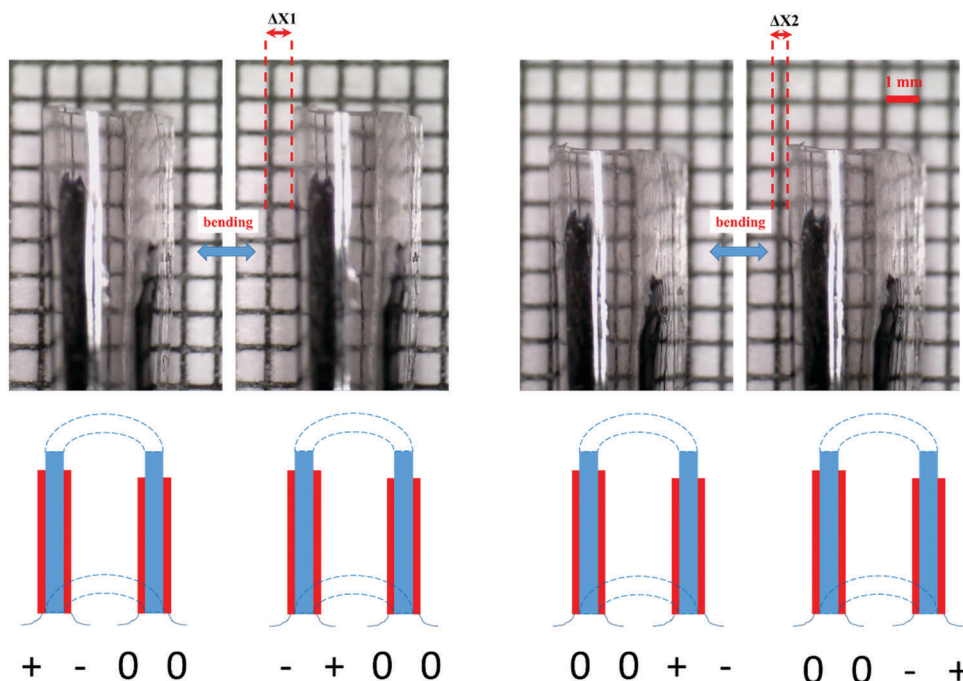 ΔX1
ΔX2
1 mm
bending
bending
+ - 0 0
- + 0 0
0 0 + -
0 0 - +